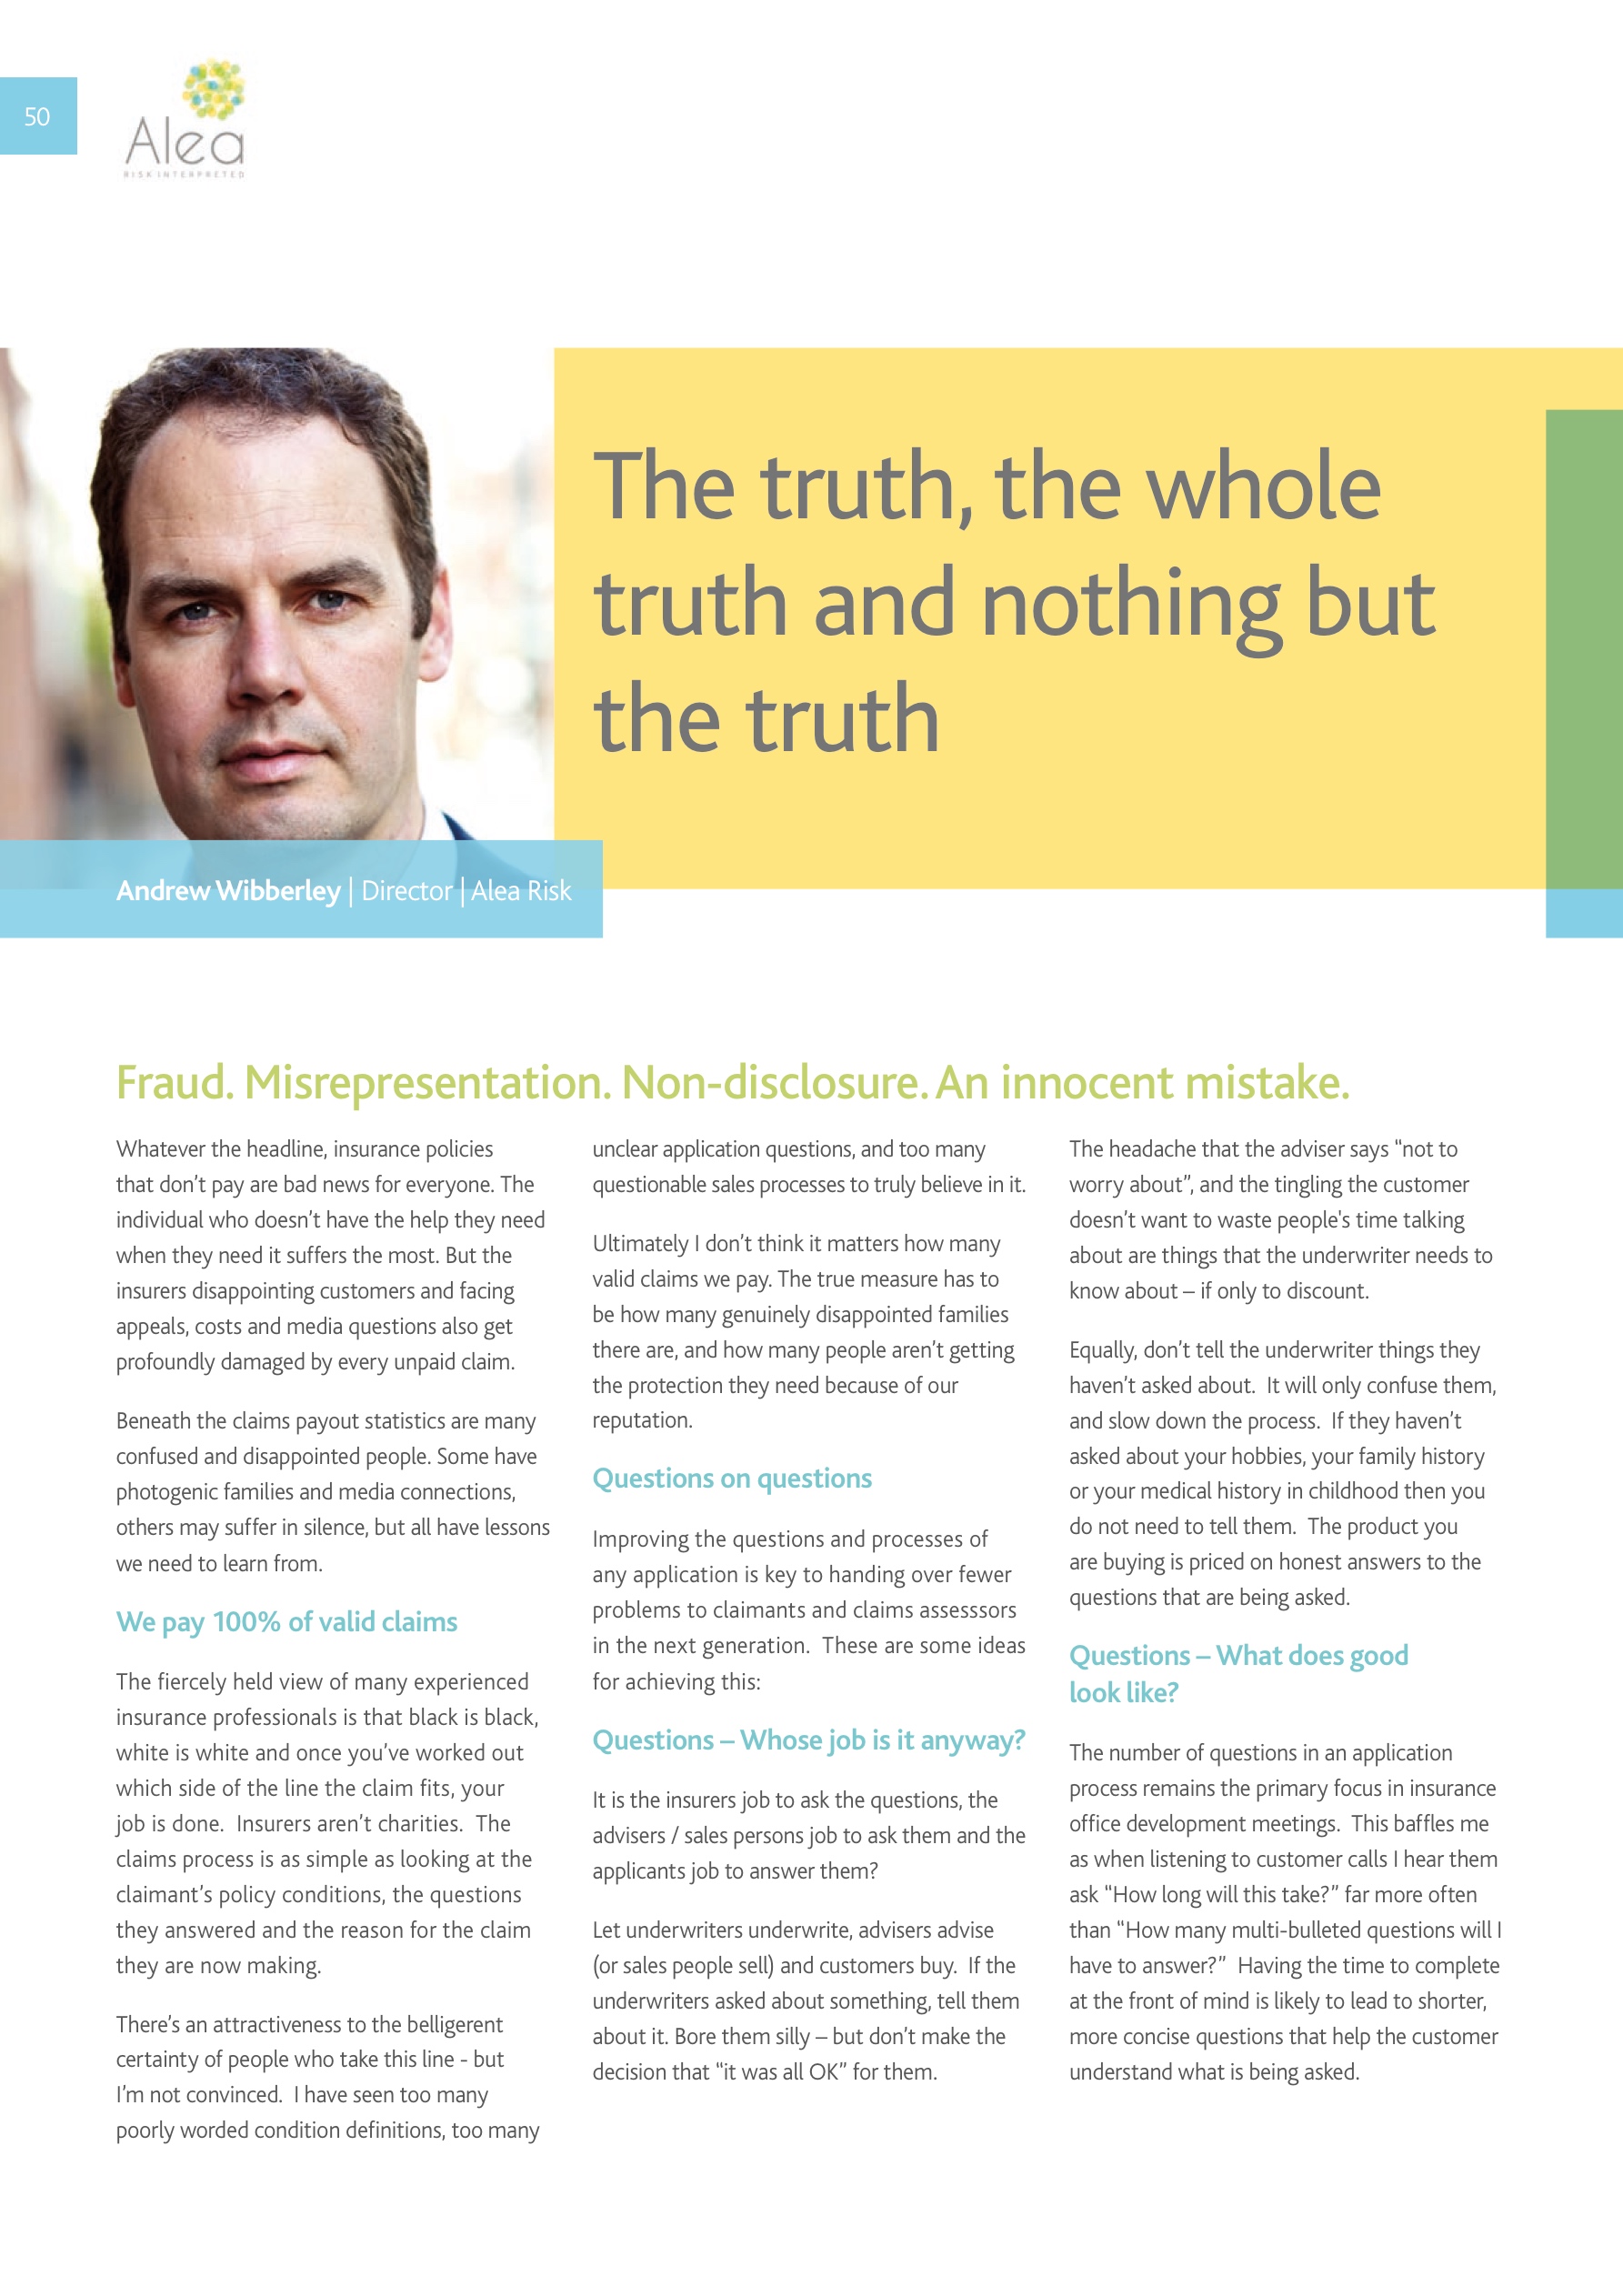 50
Alea
RISK INTERPRETED
The truth, the whole
truth and nothing but
the truth
Andrew Wibberley | Director | Alea Risk
Fraud. Misrepresentation. Non-disclosure. An innocent mistake.
Whatever the headline, insurance policies
that don’t pay are bad news for everyone. The
individual who doesn’t have the help they need
when they need it suffers the most. But the
insurers disappointing customers and facing
appeals, costs and media questions also get
profoundly damaged by every unpaid claim.
Beneath the claims payout statistics are many
confused and disappointed people. Some have
photogenic families and media connections,
others may suffer in silence, but all have lessons
we need to learn from.
We pay 100% of valid claims
The fiercely held view of many experienced
insurance professionals is that black is black,
white is white and once you’ve worked out
which side of the line the claim fits, your
job is done.  Insurers aren’t charities.  The
claims process is as simple as looking at the
claimant’s policy conditions, the questions
they answered and the reason for the claim
they are now making.
There’s an attractiveness to the belligerent
certainty of people who take this line - but
I’m not convinced.  I have seen too many
poorly worded condition definitions, too many
unclear application questions, and too many
questionable sales processes to truly believe in it.
Ultimately I don’t think it matters how many
valid claims we pay. The true measure has to
be how many genuinely disappointed families
there are, and how many people aren’t getting
the protection they need because of our
reputation.
Questions on questions
Improving the questions and processes of
any application is key to handing over fewer
problems to claimants and claims assesssors
in the next generation.  These are some ideas
for achieving this:
Questions – Whose job is it anyway?
It is the insurers job to ask the questions, the
advisers / sales persons job to ask them and the
applicants job to answer them?
Let underwriters underwrite, advisers advise
(or sales people sell) and customers buy.  If the
underwriters asked about something, tell them
about it. Bore them silly – but don’t make the
decision that “it was all OK” for them.
The headache that the adviser says “not to
worry about”, and the tingling the customer
doesn’t want to waste people's time talking
about are things that the underwriter needs to
know about – if only to discount.
Equally, don’t tell the underwriter things they
haven’t asked about.  It will only confuse them,
and slow down the process.  If they haven’t
asked about your hobbies, your family history
or your medical history in childhood then you
do not need to tell them.  The product you
are buying is priced on honest answers to the
questions that are being asked.
Questions – What does good
look like?
The number of questions in an application
process remains the primary focus in insurance
office development meetings.  This baffles me
as when listening to customer calls I hear them
ask “How long will this take?” far more often
than “How many multi-bulleted questions will I
have to answer?”  Having the time to complete
at the front of mind is likely to lead to shorter,
more concise questions that help the customer
understand what is being asked.